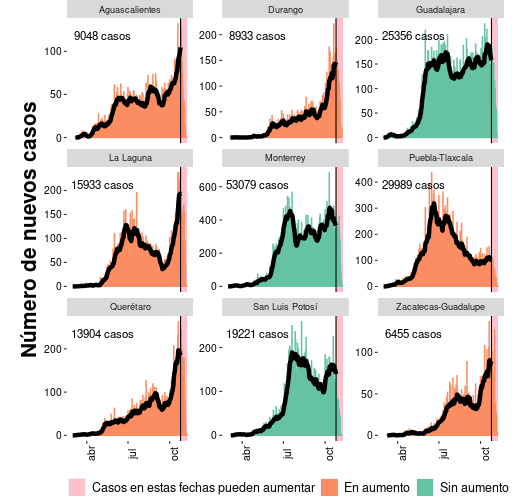 Número de nuevos casos
Aguascalientes
9048 casos
100
50
0
Durango
8933 casos
200
150
100
50
0
Guadalajara
25356 casos
200
150
100
50
0
La Laguna
15933 casos
200
150
100
50
0
Monterrey
53079 casos
600
400
200
0
Puebla-Tlaxcala
29989 casos
400
300
200
100
0
Querétaro
13904 casos
200
100
0
San Luis Potosí
19221 casos
200
100
0
Zacatecas-Guadalupe
6455 casos
100
50
0
abr jul oct
abr jul oct
abr jul oct
Casos en estas fechas pueden aumentar En aumento Sin aumento